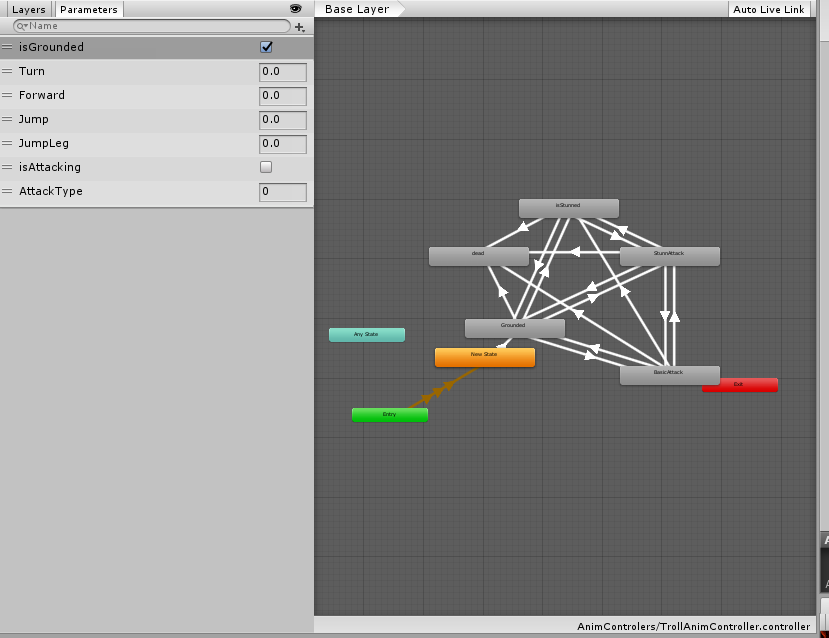 Layers Parameters Base Layer Auto Live Link
Name
isGrounded
Turn 0.0
Forward 0.0
Jump 0.0
JumpLeg 0.0
isAttacking
AttackType 0
isStunned
dead StunnAttack
Grounded
Any State
New State
BasicAttack
Exit
Entry
AnimControlers/TrollAnimController.controller